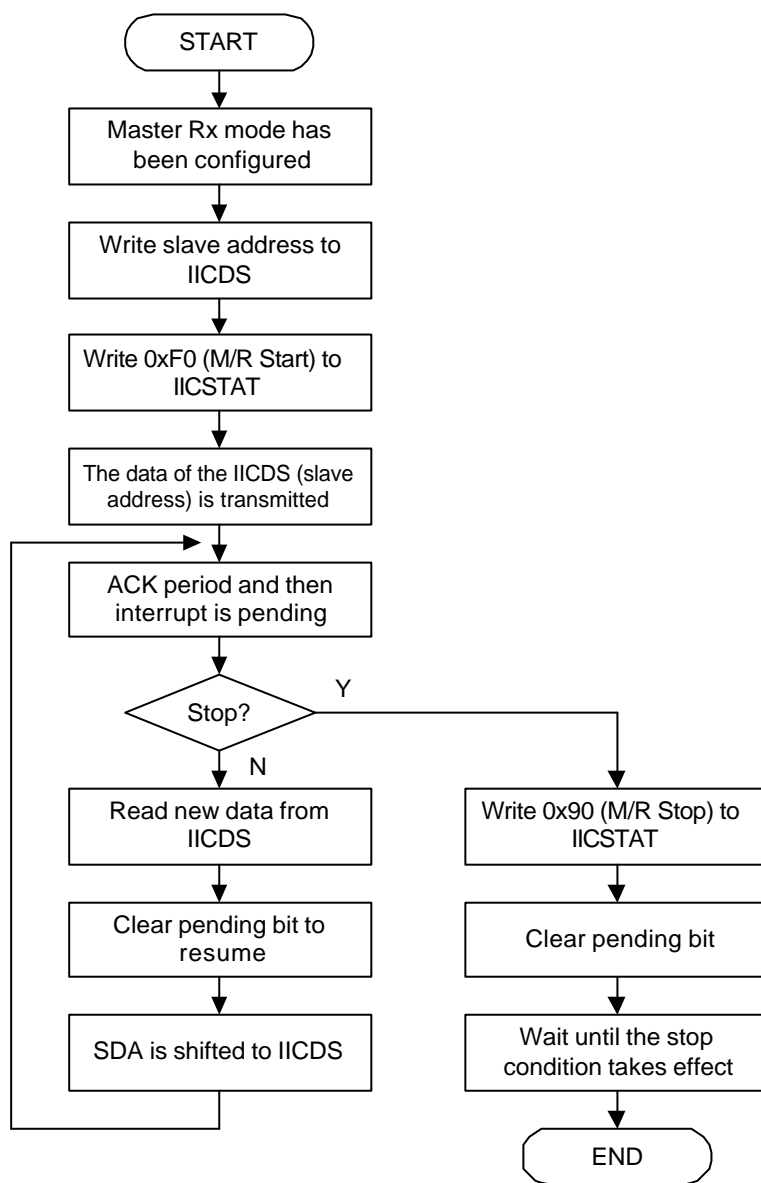 START
Master Rx mode has
been configured
Write slave address to
IICDS
Write 0xF0 (M/R Start) to
IICSTAT
The data of the IICDS (slave
address) is transmitted
ACK period and then
interrupt is pending
Stop?
Y
N
Read new data from
IICDS
Clear pending bit to
resume
SDA is shifted to IICDS
Write 0x90 (M/R Stop) to
IICSTAT
Clear pending bit
Wait until the stop
condition takes effect
END